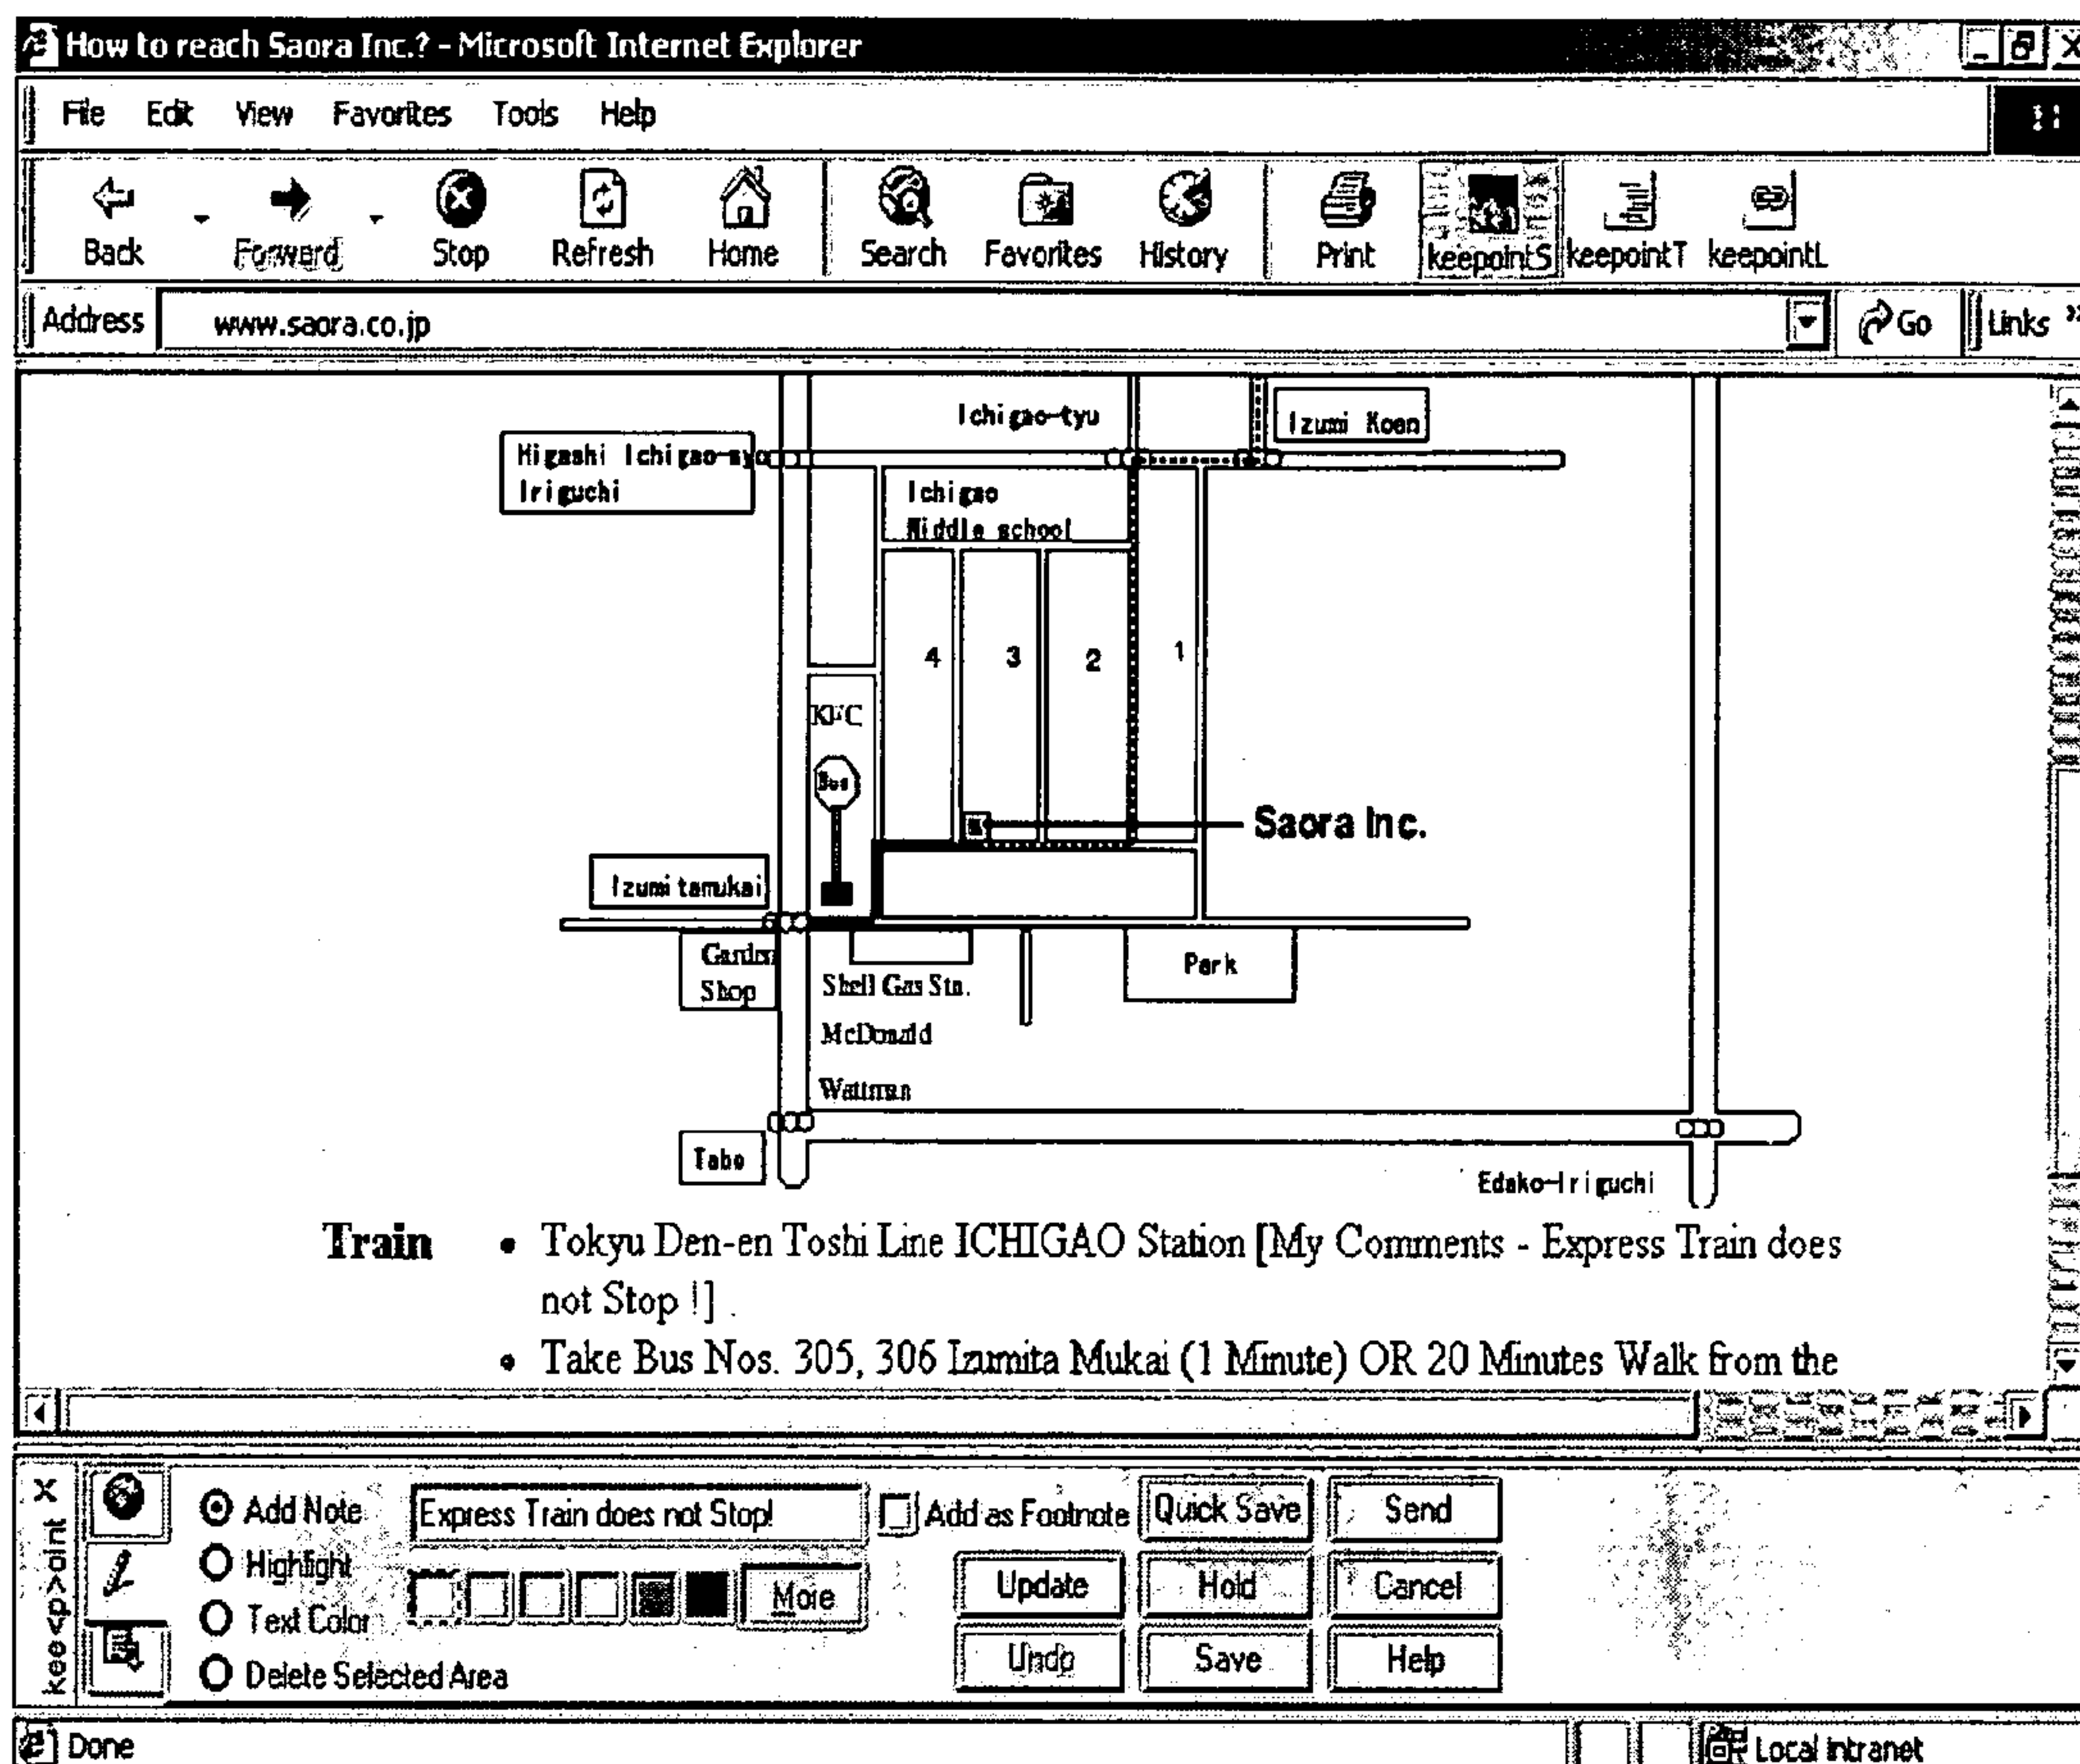 How to reach Saora Inc.? - Microsoft Internet Explorer
File Edit View Favorites Tools Help
Back Forward Stop Refresh Home Search Favorites History Print keepointS keepointT keepointL
Address www.saora.co.jp Go Links »
Ichigao-tyu
Izumi Koen
Higashi Ichigao-syo
Iriguchi
Ichigao
Middle school
4 3 2 1
KFC
Bus
Saora Inc.
Izumi tamukai
Garden
Shop
Shell Gas Stn.
Park
McDonald
Wattman
Tabo
Edako-Iriguchi
Train • Tokyu Den-en Toshi Line ICHIGAO Station [My Comments - Express Train does
not Stop !]
• Take Bus Nos. 305, 306 Izumita Mukai (1 Minute) OR 20 Minutes Walk from the
kee<p>oint
Add Note Express Train does not Stop! Add as Footnote Quick Save Send
Highlight More Update Hold Cancel
Text Color
Delete Selected Area Undo Save Help
Done Local intranet